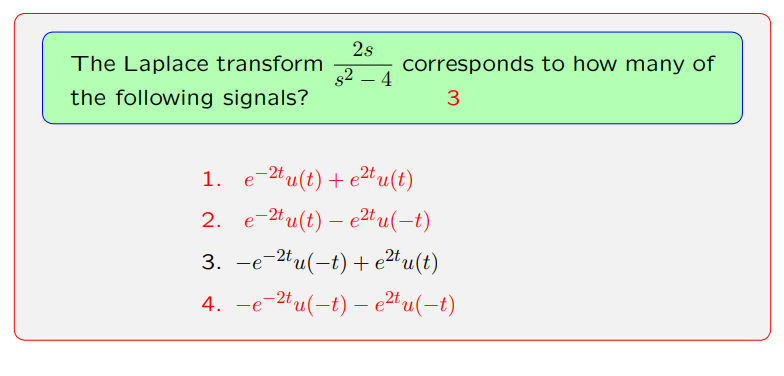 The Laplace transform \frac{2s}{s^2 - 4} corresponds to how many of
the following signals? 3
1. e^{-2t}u(t) + e^{2t}u(t)
2. e^{-2t}u(t) − e^{2t}u(−t)
3. −e^{-2t}u(−t) + e^{2t}u(t)
4. −e^{-2t}u(−t) − e^{2t}u(−t)